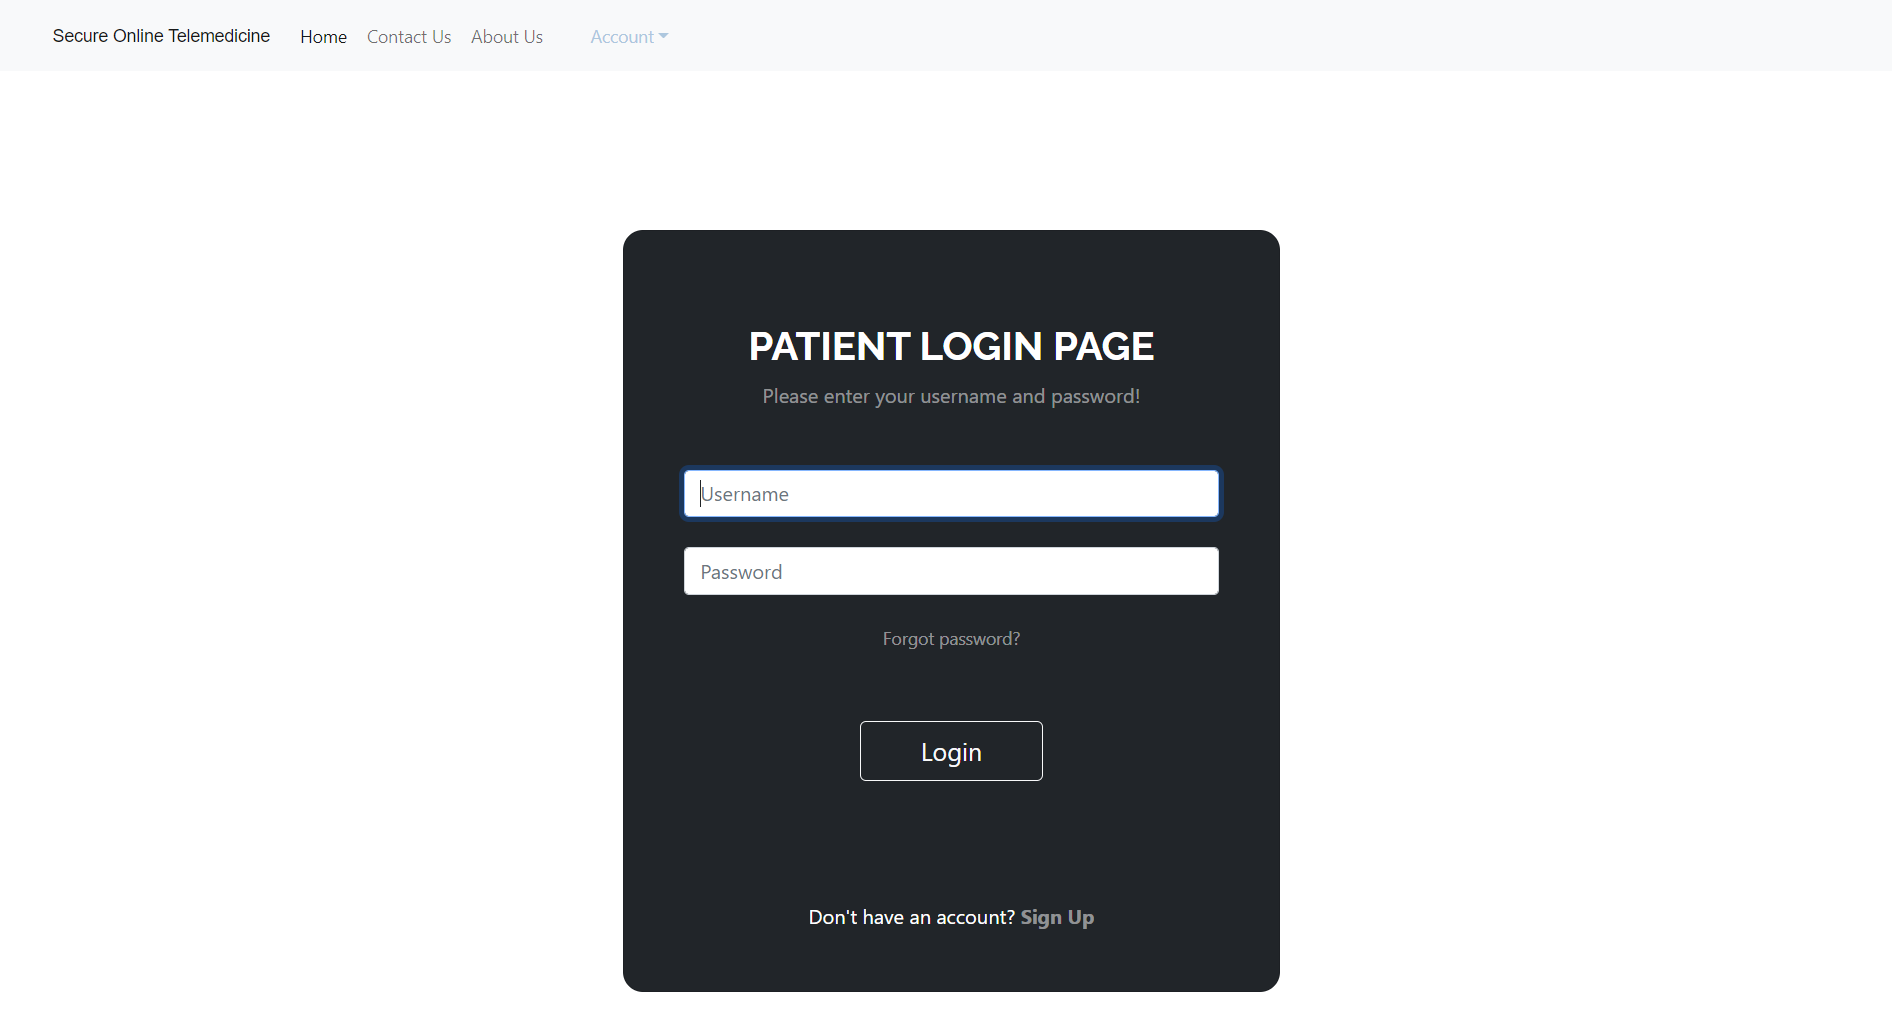 Secure Online Telemedicine Home Contact Us About Us Account
PATIENT LOGIN PAGE
Please enter your username and password!
Username
Password
Forgot password?
Login
Don't have an account? Sign Up